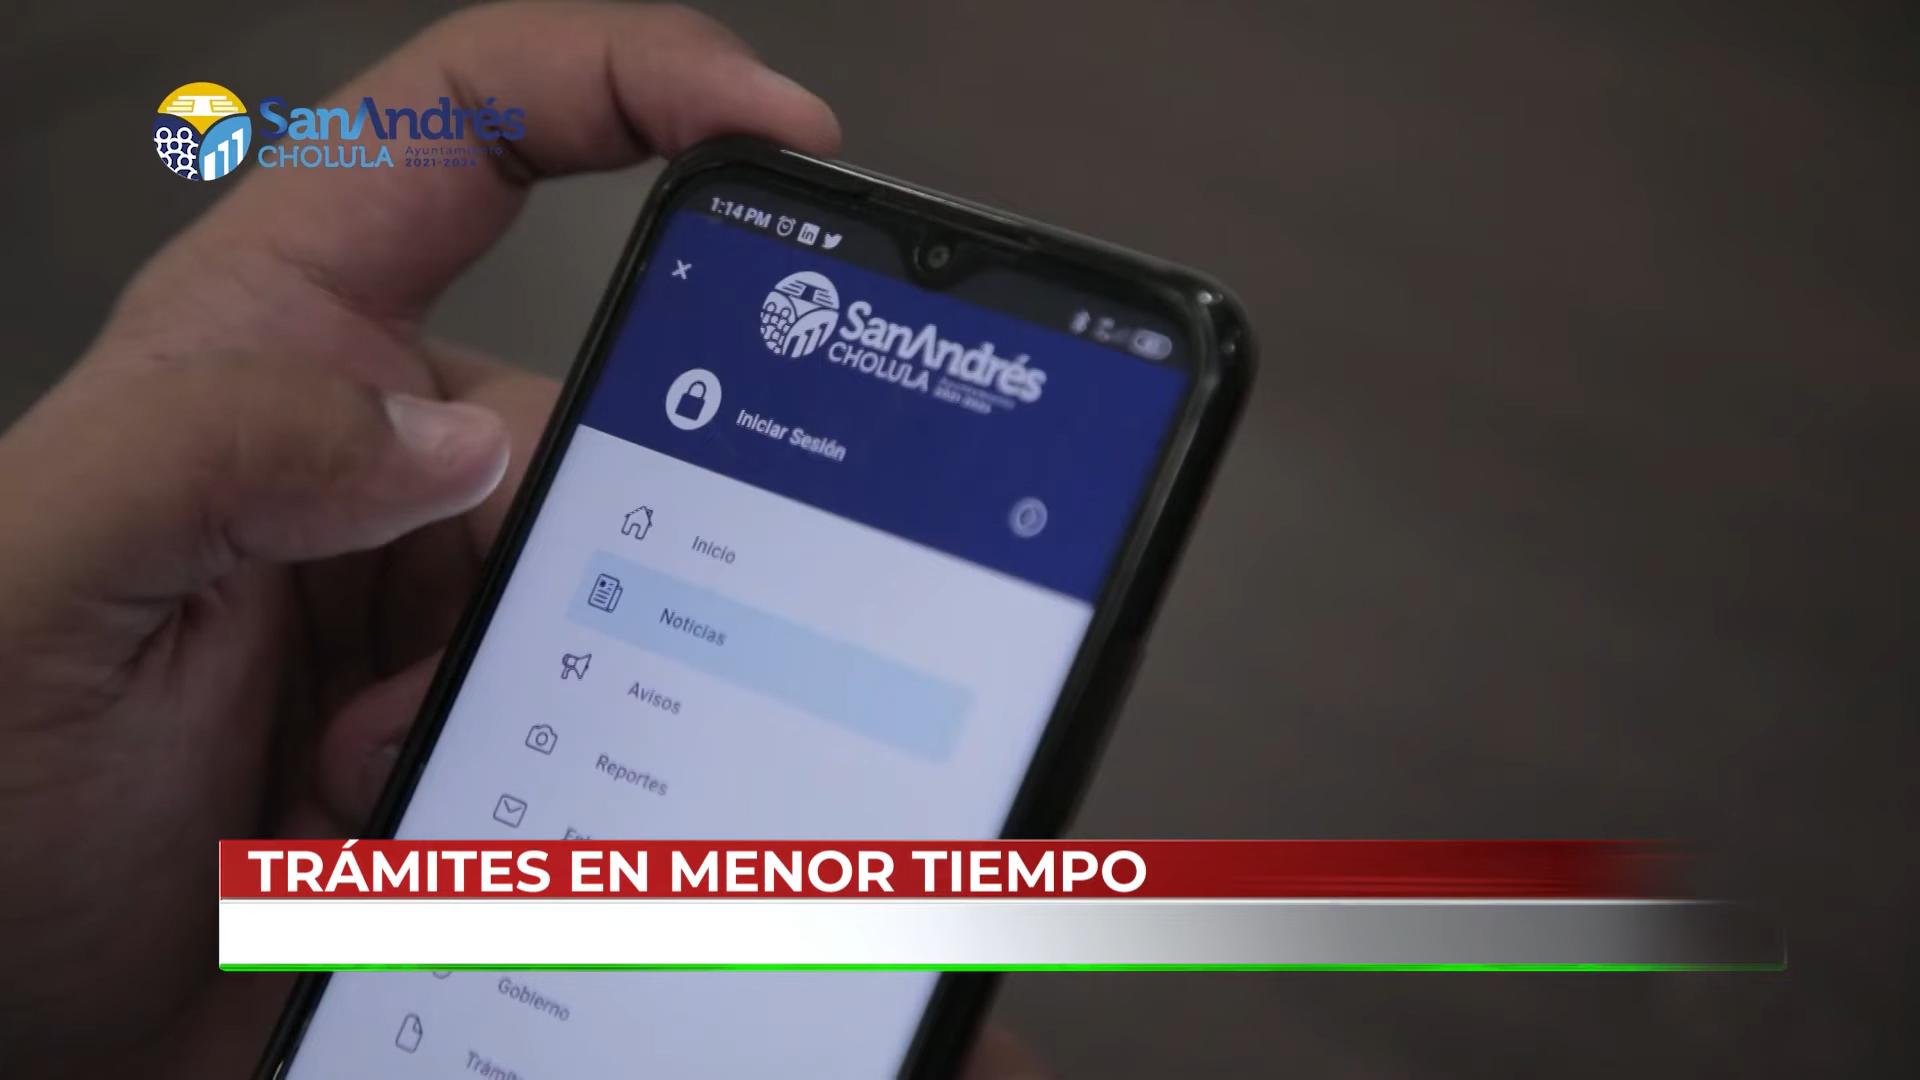 SanAndrés
CHOLULA
Ayuntamiento
2021-2024
1:14 PM
SanAndrés
CHOLULA
Iniciar Sesión
Inicio
Noticias
Avisos
Reportes
TRÁMITES EN MENOR TIEMPO
Gobierno